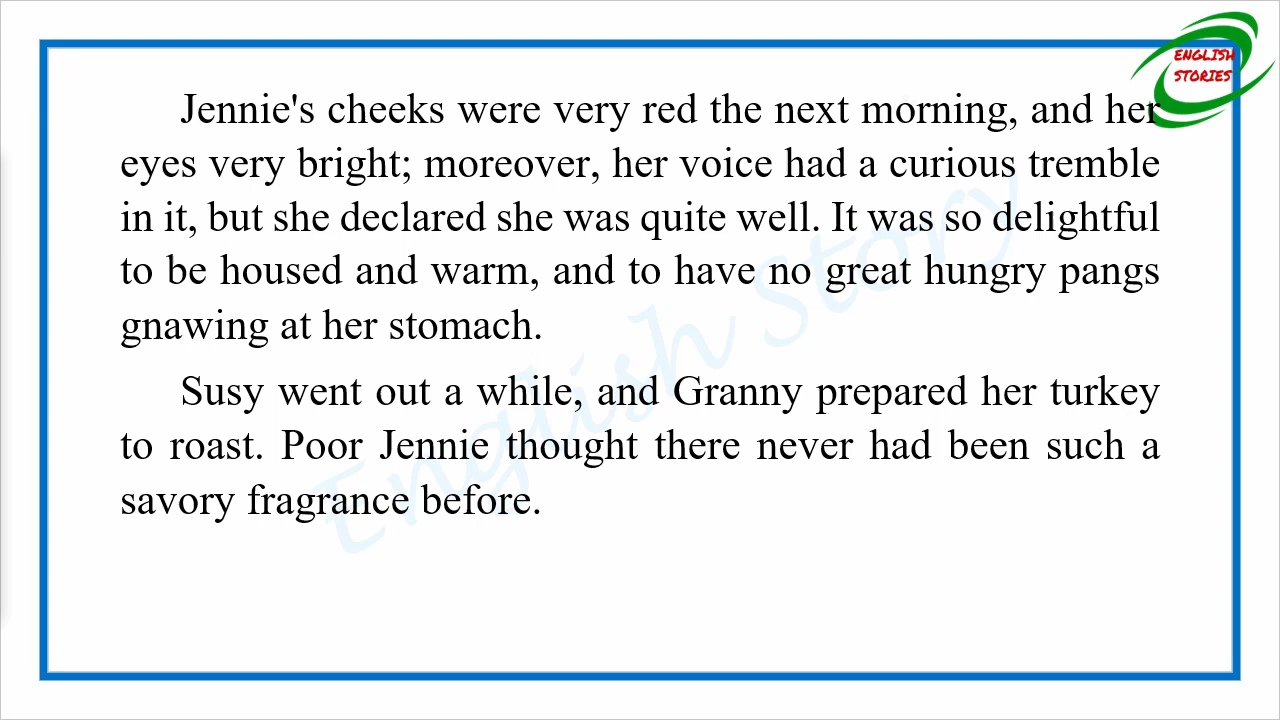 ENGLISH
STORIES
Jennie's cheeks were very red the next morning, and her
eyes very bright; moreover, her voice had a curious tremble
in it, but she declared she was quite well. It was so delightful
to be housed and warm, and to have no great hungry pangs
gnawing at her stomach.
Susy went out a while, and Granny prepared her turkey
to roast. Poor Jennie thought there never had been such a
savory fragrance before.
English Story